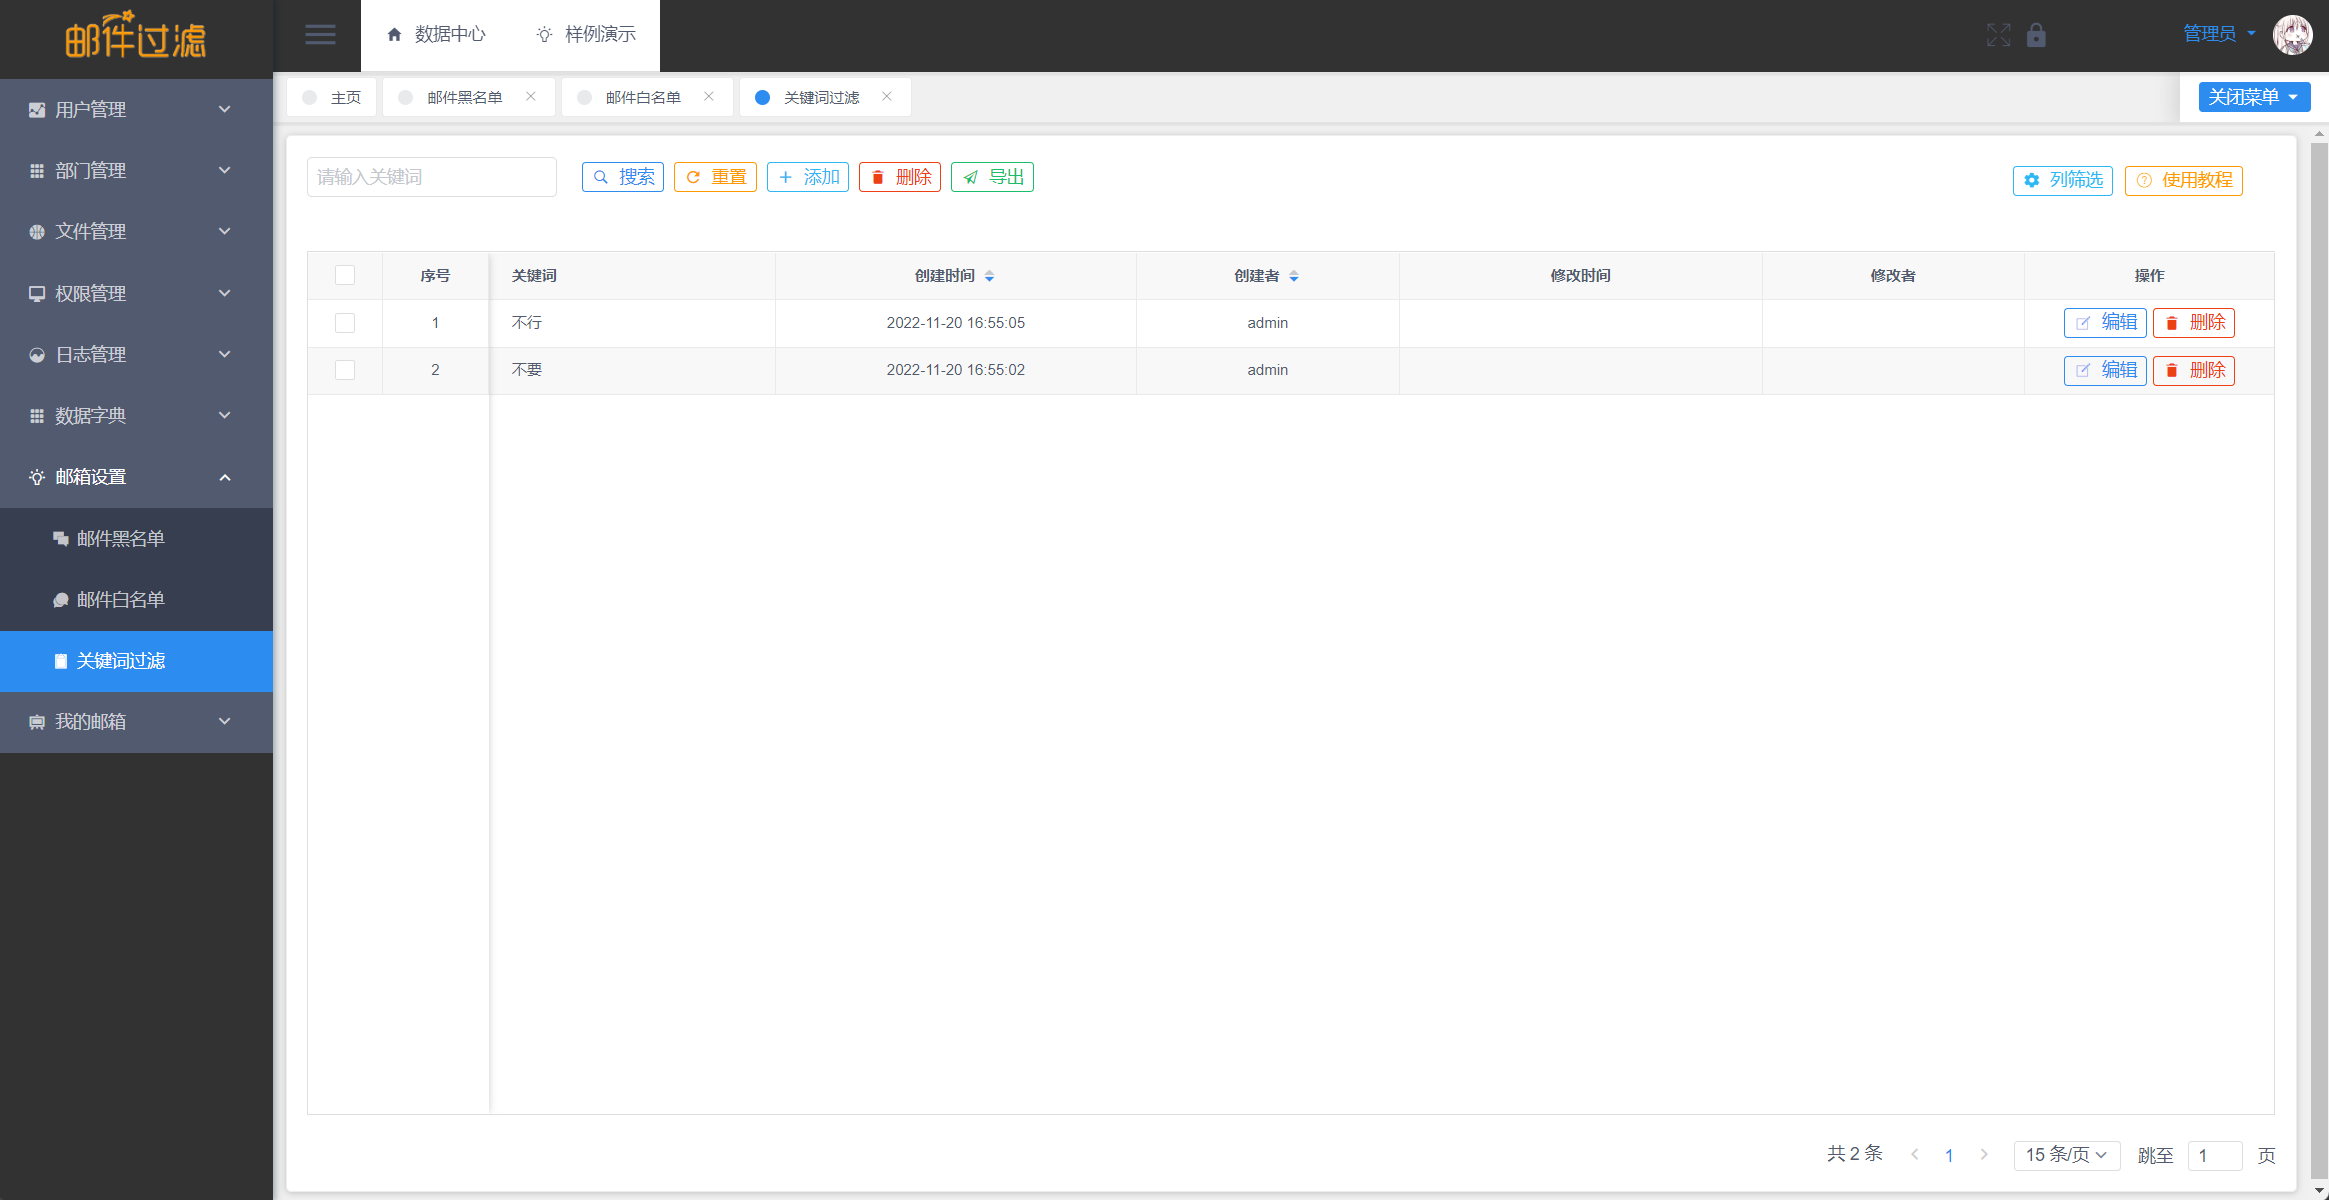 邮件过滤
数据中心
样例演示
管理员
用户管理
部门管理
文件管理
权限管理
日志管理
数据字典
邮箱设置
邮件黑名单
邮件白名单
关键词过滤
我的邮箱
主页
邮件黑名单
邮件白名单
关键词过滤
关闭菜单
请输入关键词
搜索
重置
添加
删除
导出
列筛选
使用教程
序号 关键词 创建时间 创建者 修改时间 修改者 操作
1 不行 2022-11-20 16:55:05 admin 编辑 删除
2 不要 2022-11-20 16:55:02 admin 编辑 删除
共 2 条 1 15 条/页 跳至 1 页